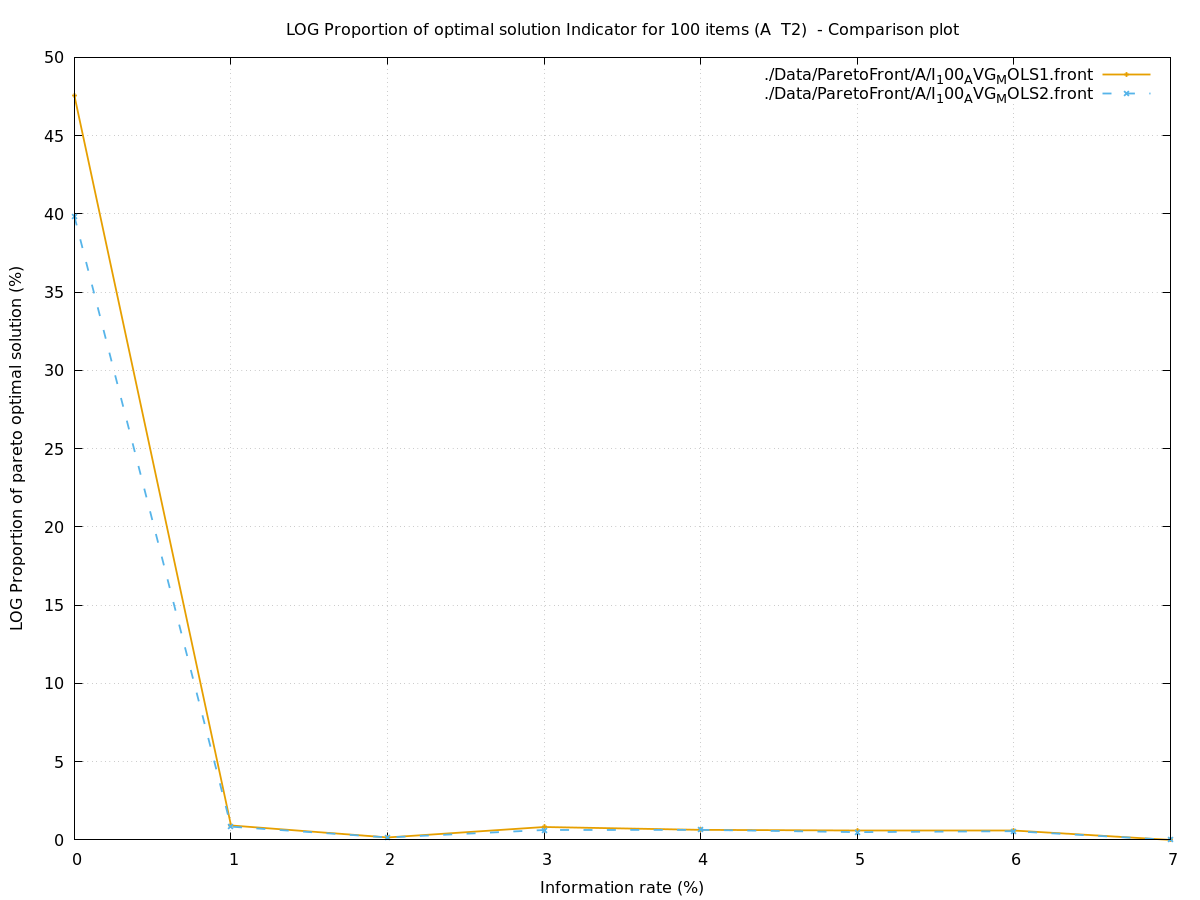 LOG Proportion of optimal solution Indicator for 100 items (A  T2)  - Comparison plot
./Data/ParetoFront/A/I₁00_AVG_MOLS1.front
./Data/ParetoFront/A/I₁00_AVG_MOLS2.front
LOG Proportion of pareto optimal solution (%)
50
45
40
35
30
25
20
15
10
5
0
0 1 2 3 4 5 6 7
Information rate (%)